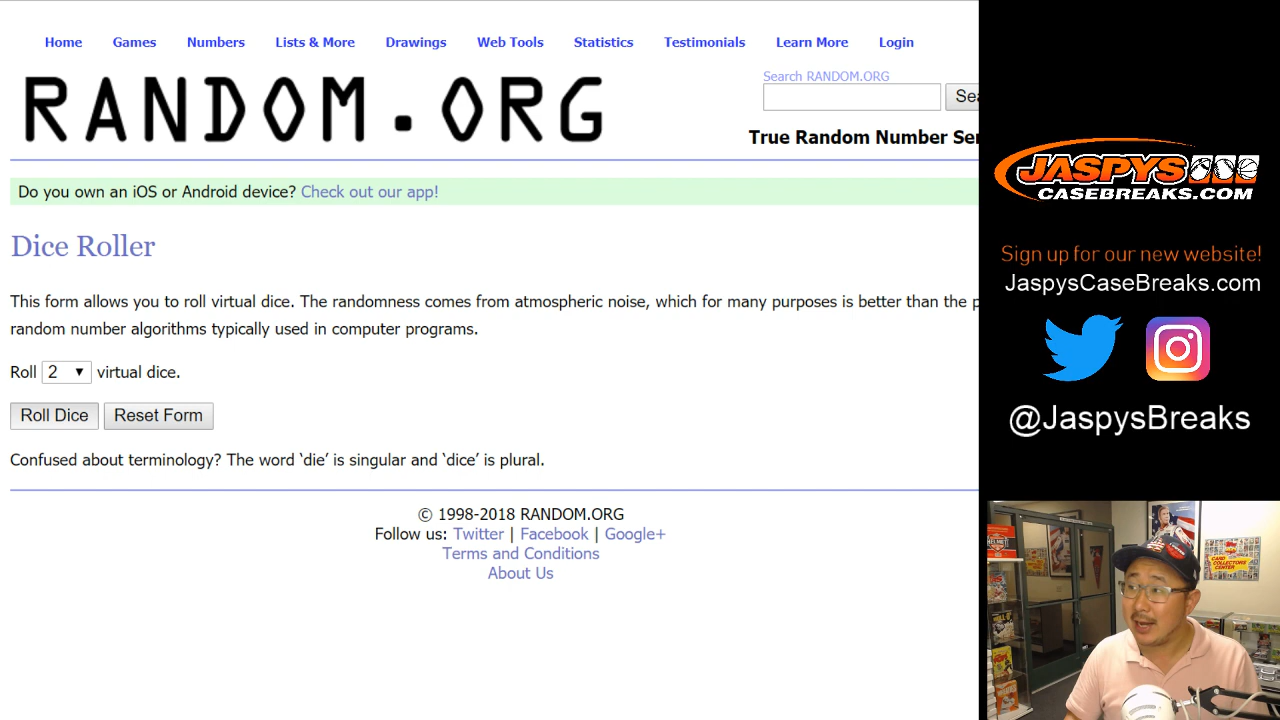 Home Games Numbers Lists & More Drawings Web Tools Statistics Testimonials Learn More Login
RANDOM.ORG
Search RANDOM.ORG
Sea
True Random Number Ser
Do you own an iOS or Android device? Check out our app!
Dice Roller
This form allows you to roll virtual dice. The randomness comes from atmospheric noise, which for many purposes is better than the p
random number algorithms typically used in computer programs.
Roll 2 virtual dice.
Roll Dice Reset Form
Confused about terminology? The word ‘die’ is singular and ‘dice’ is plural.
© 1998-2018 RANDOM.ORG
Follow us: Twitter | Facebook | Google+
Terms and Conditions
About Us
JASPYS
CASEBREAKS.COM
Sign up for our new website!
JaspysCaseBreaks.com
@JaspysBreaks
CARD
COLLECTORS
CENTER